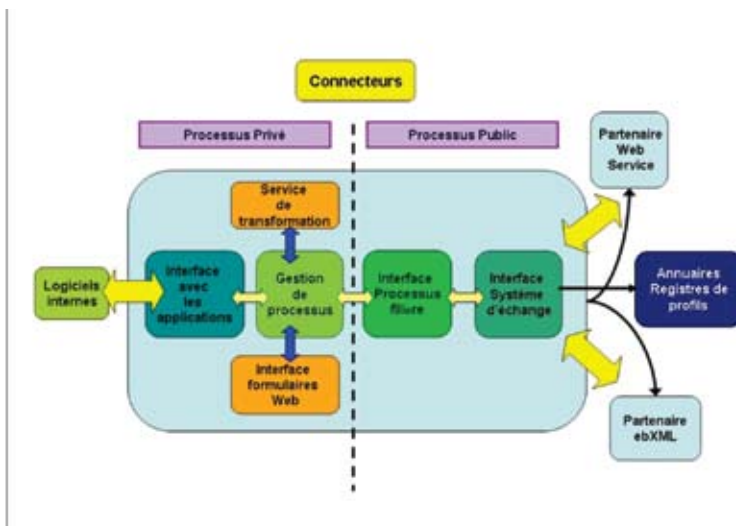 Connecteurs
Processus Privé
Processus Public
Partenaire
Web
Service
Service
de
transformation
Logiciels
internes
Interface
avec
les
applications
Gestion
de
processus
Interface
Processus
filière
Interface
Système
d'échange
Annuaires
Registres de
profils
Interface
formulaires
Web
Partenaire
ebXML